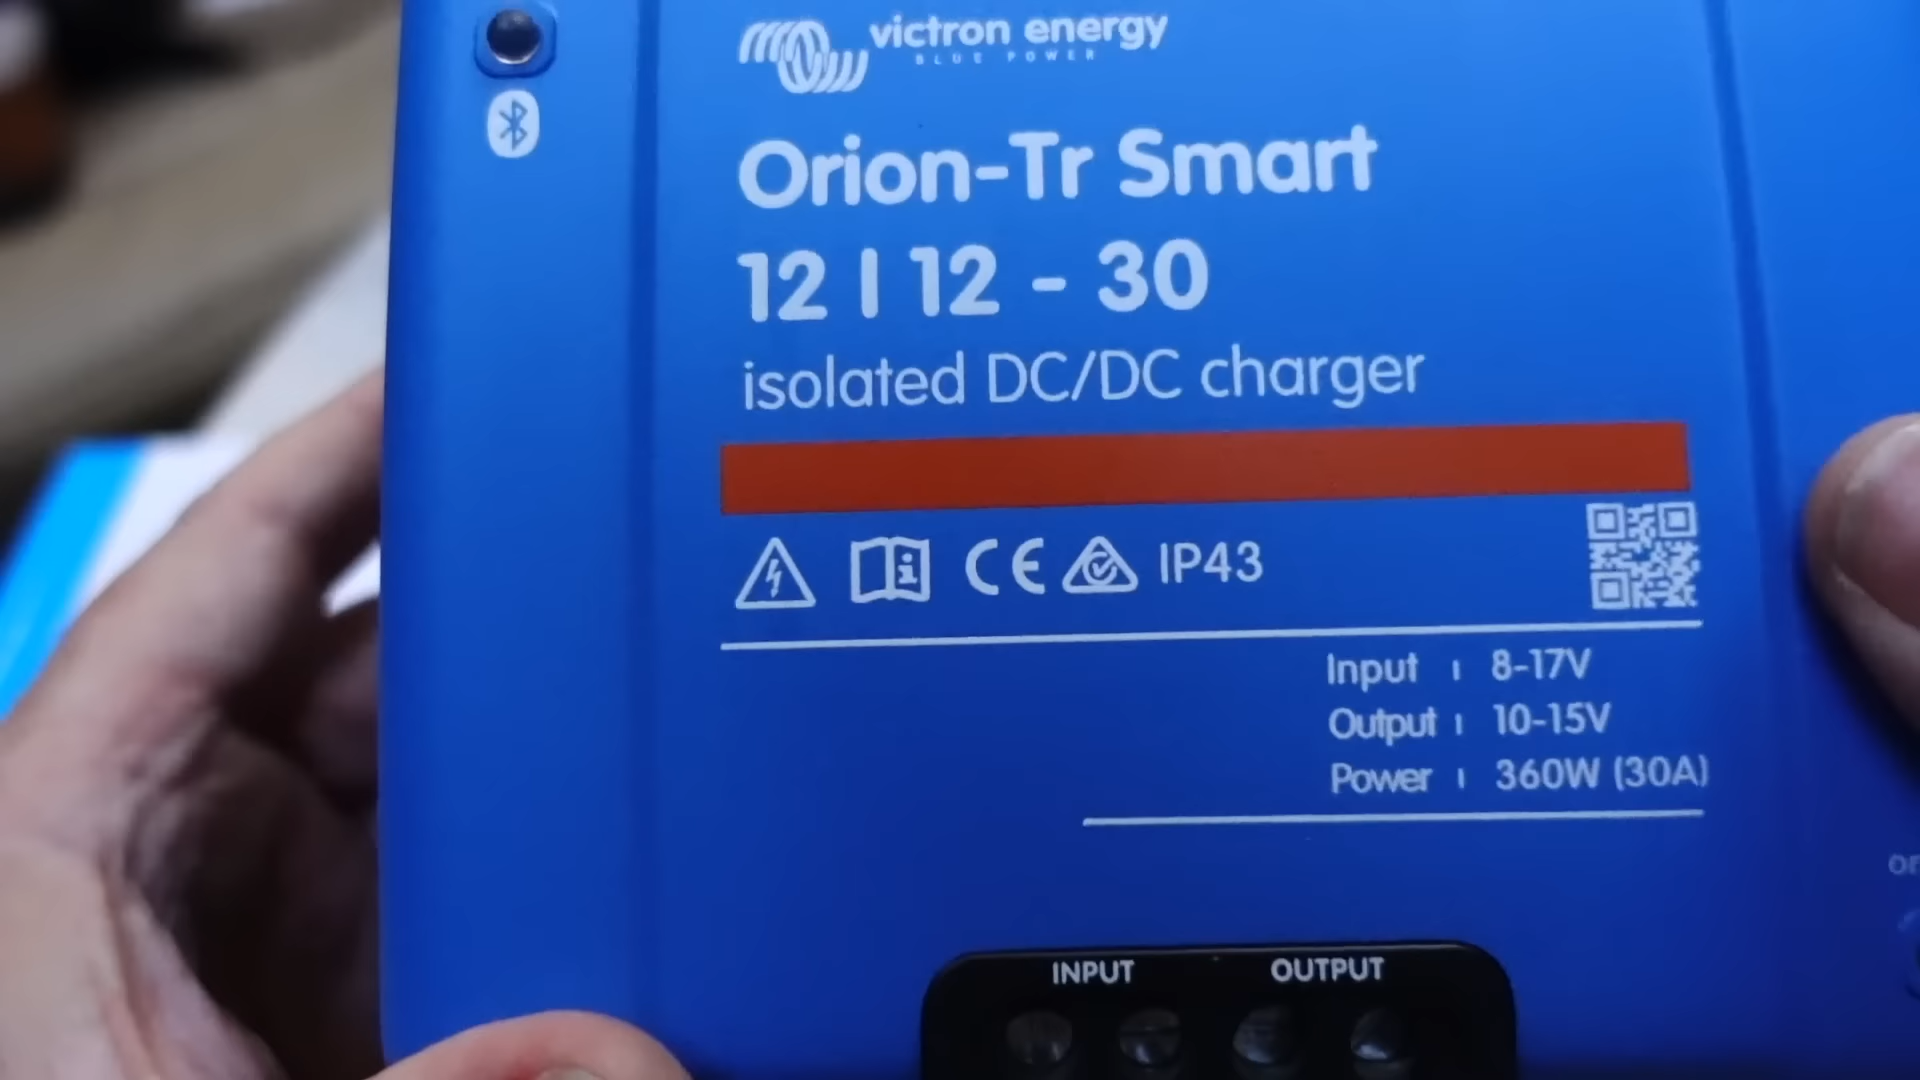 victron energy
BLUE POWER
Orion-Tr Smart
12 | 12 - 30
isolated DC/DC charger
CE IP43
Input : 8-17V
Output : 10-15V
Power : 360W (30A)
INPUT OUTPUT